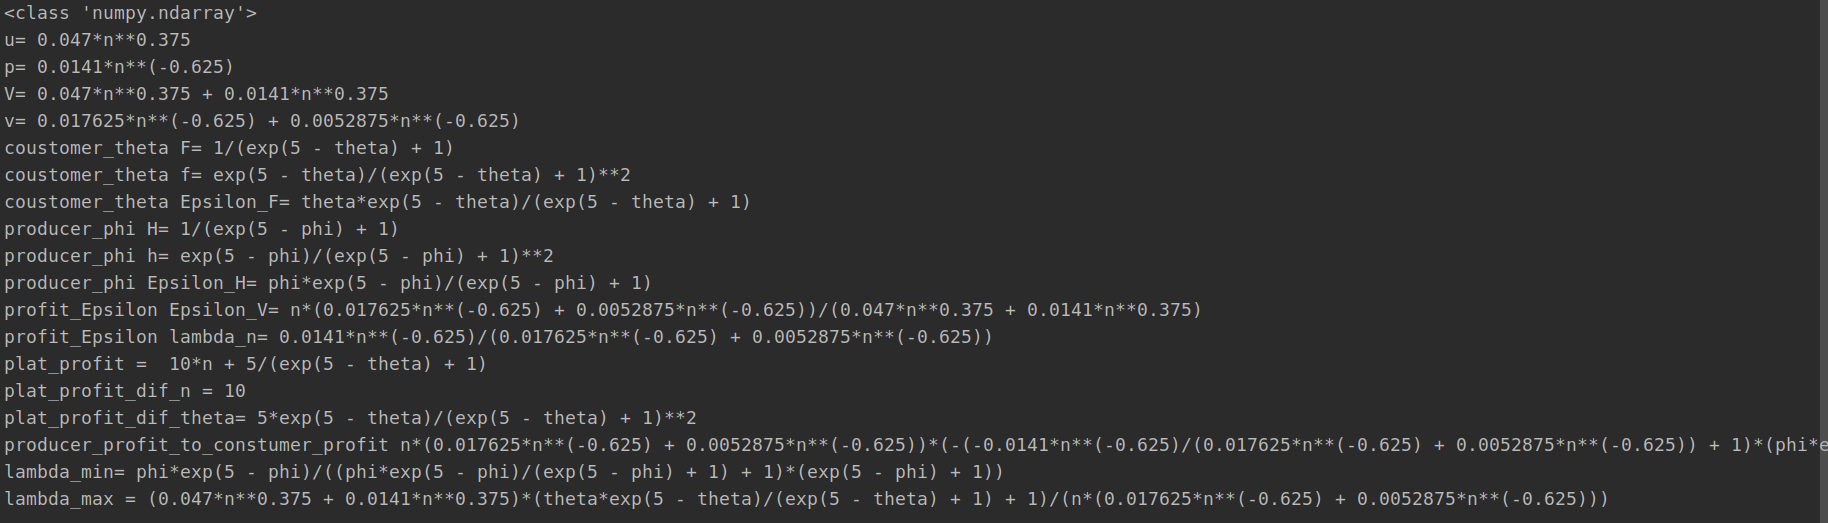 <class 'numpy.ndarray'>
u= 0.047*n**0.375
p= 0.0141*n**(-0.625)
V= 0.047*n**0.375 + 0.0141*n**0.375
v= 0.017625*n**(-0.625) + 0.0052875*n**(-0.625)
coustomer_theta F= 1/(exp(5 - theta) + 1)
coustomer_theta f= exp(5 - theta)/(exp(5 - theta) + 1)**2
coustomer_theta Epsilon_F= theta*exp(5 - theta)/(exp(5 - theta) + 1)
producer_phi H= 1/(exp(5 - phi) + 1)
producer_phi h= exp(5 - phi)/(exp(5 - phi) + 1)**2
producer_phi Epsilon_H= phi*exp(5 - phi)/(exp(5 - phi) + 1)
profit_Epsilon Epsilon_V= n*(0.017625*n**(-0.625) + 0.0052875*n**(-0.625))/(0.047*n**0.375 + 0.0141*n**0.375)
profit_Epsilon lambda_n= 0.0141*n**(-0.625)/(0.017625*n**(-0.625) + 0.0052875*n**(-0.625))
plat_profit =  10*n + 5/(exp(5 - theta) + 1)
plat_profit_dif_n = 10
plat_profit_dif_theta= 5*exp(5 - theta)/(exp(5 - theta) + 1)**2
producer_profit_to_constumer_profit n*(0.017625*n**(-0.625) + 0.0052875*n**(-0.625))*(-(-0.0141*n**(-0.625)/(0.017625*n**(-0.625) + 0.0052875*n**(-0.625)) + 1)*(phi*e
lambda_min= phi*exp(5 - phi)/((phi*exp(5 - phi)/(exp(5 - phi) + 1) + 1)*(exp(5 - phi) + 1))
lambda_max = (0.047*n**0.375 + 0.0141*n**0.375)*(theta*exp(5 - theta)/(exp(5 - theta) + 1) + 1)/(n*(0.017625*n**(-0.625) + 0.0052875*n**(-0.625)))